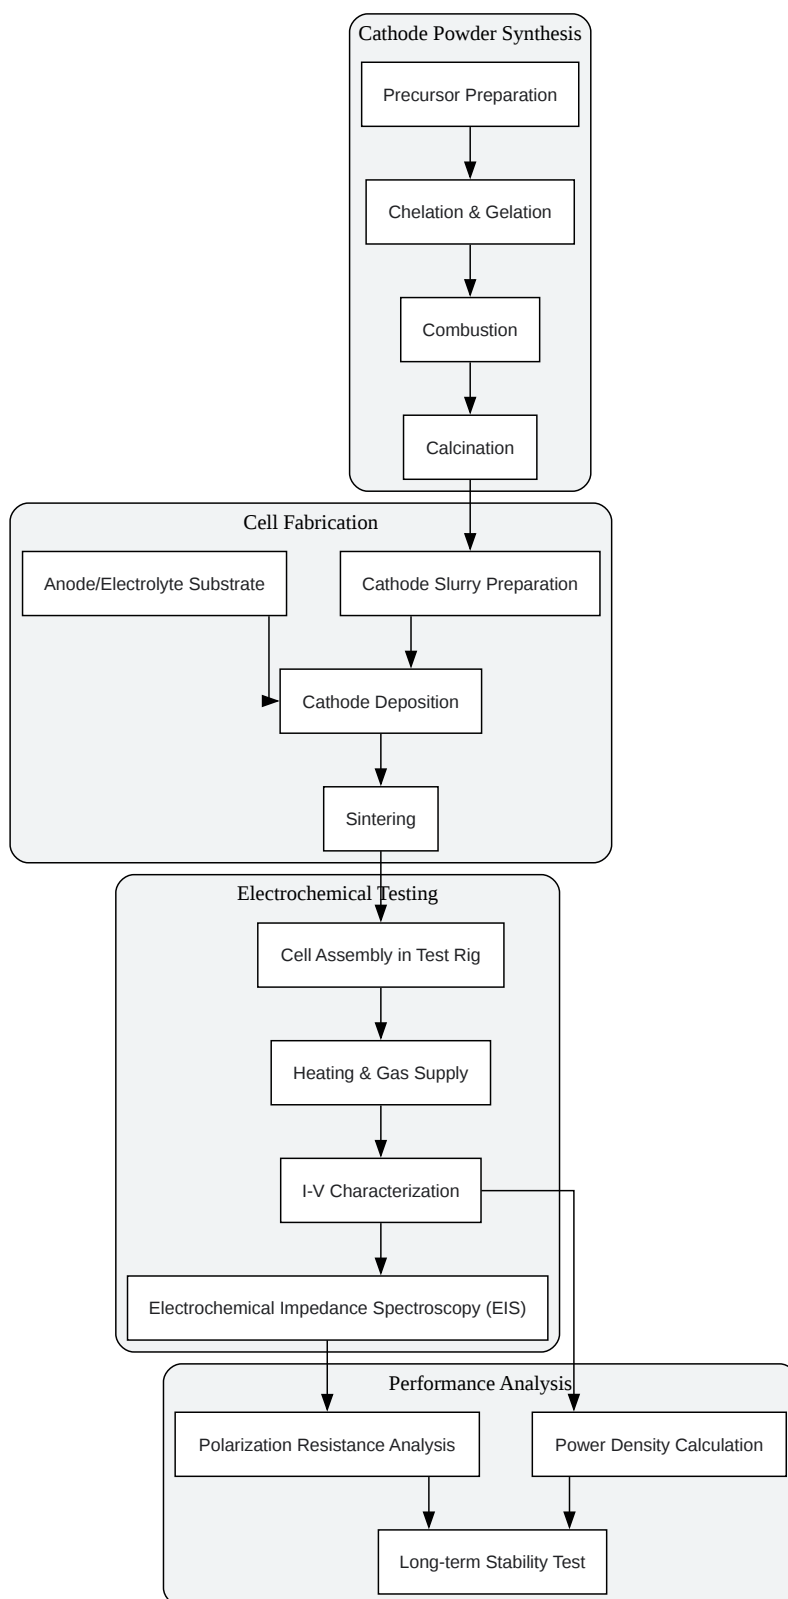 Cathode Powder Synthesis
Precursor Preparation
Chelation & Gelation
Combustion
Calcination
Cell Fabrication
Anode/Electrolyte Substrate
Cathode Slurry Preparation
Cathode Deposition
Sintering
Electrochemical Testing
Cell Assembly in Test Rig
Heating & Gas Supply
I-V Characterization
Electrochemical Impedance Spectroscopy (EIS)
Performance Analysis
Polarization Resistance Analysis
Power Density Calculation
Long-term Stability Test